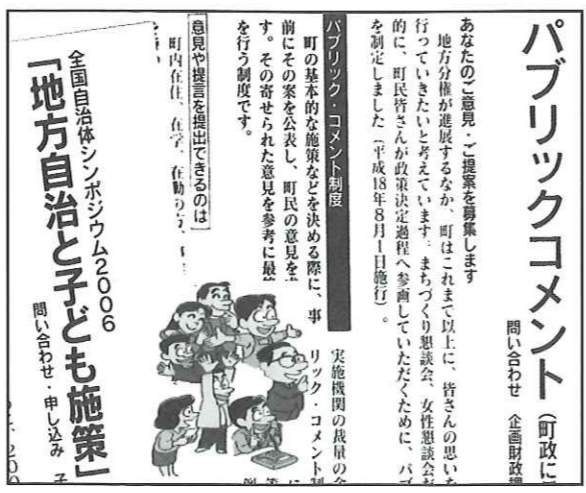 パブリックコメント（町政に
問い合わせ　企画財政課
あなたのご意見・ご提案を募集します
地方分権が進展するなか、町はこれまで以上に、皆さんの思いを
行っていきたいと考えています。まちづくり懇談会、女性懇談会だ
的に、町民皆さんが政策決定過程へ参画していただくために、パブ
を制定しました（平成18年8月1日施行）。
パブリック・コメント制度
町の基本的な施策などを決める際に、事
前にその案を公表し、町民の意見を
す。その寄せられた意見を参考に最
を行う制度です。
実施機関の裁量の余
リック・コメント制
意見や提言を提出できるのは
町内在住、在学、在勤の方、
全国自治体シンポジウム2006
「地方自治と子ども施策」
問い合わせ・申し込み　子